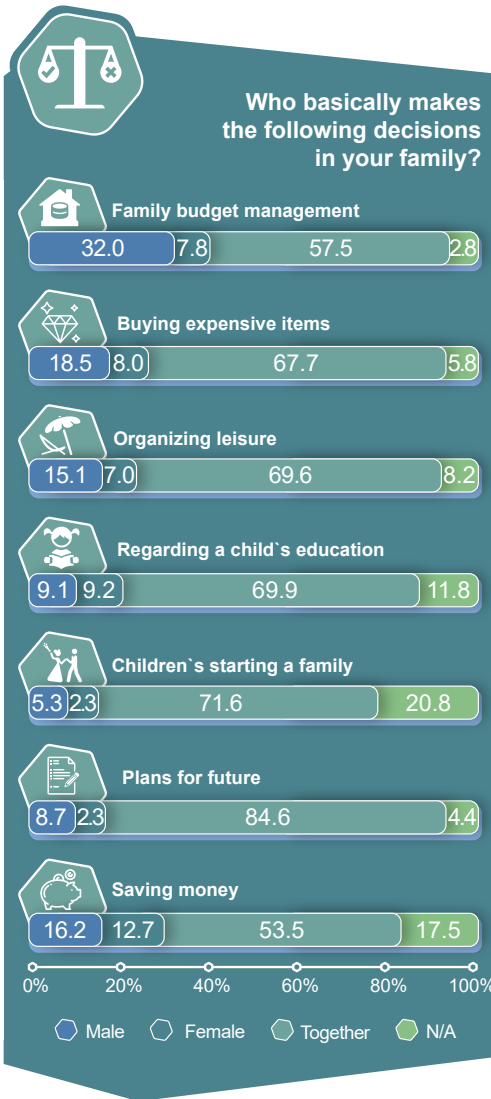 Who basically makes
the following decisions
in your family?
Family budget management
32.0 7.8 57.5 2.8
Buying expensive items
18.5 8.0 67.7 5.8
Organizing leisure
15.1 7.0 69.6 8.2
Regarding a child`s education
9.1 9.2 69.9 11.8
Children`s starting a family
5.3 2.3 71.6 20.8
Plans for future
8.7 2.3 84.6 4.4
Saving money
16.2 12.7 53.5 17.5
0% 20% 40% 60% 80% 100%
Male Female Together N/A